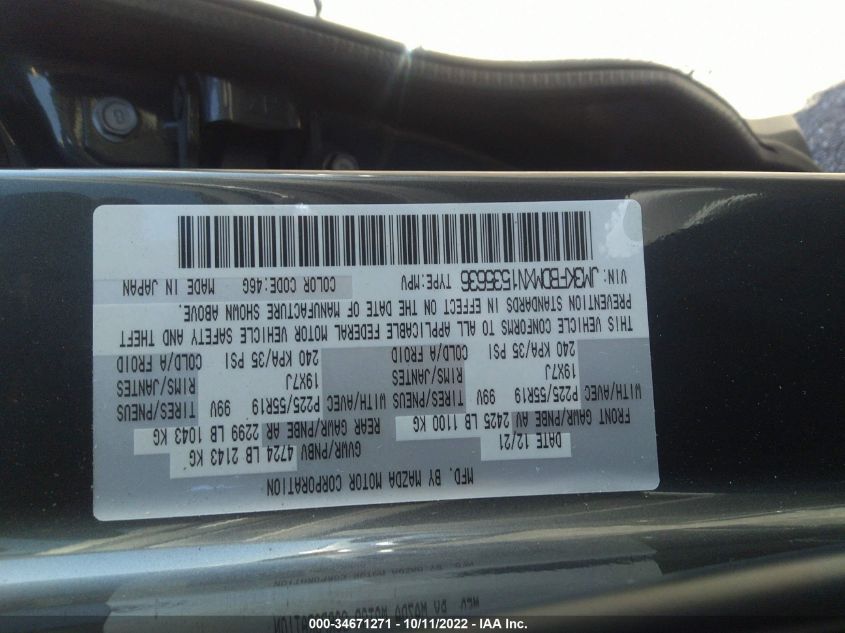 MFD. BY MAZDA MOTOR CORPORATION
DATE 12/21 GVWR/PNBV 4724 LB 2143 KG
FRONT GAWR/PNBE AV 2425 LB 1100 KG REAR GAWR/PNBE AR 2299 LB 1043 KG
WITH/AVEC P225/55R19 99V TIRES/PNEUS WITH/AVEC P225/55R19 99V TIRES/PNEUS
19X7J RIMS/JANTES 19X7J RIMS/JANTES
240 KPA/35 PSI COLD/A FROID 240 KPA/35 PSI COLD/A FROID
THIS VEHICLE CONFORMS TO ALL APPLICABLE FEDERAL MOTOR VEHICLE SAFETY AND THEFT
PREVENTION STANDARDS IN EFFECT ON THE DATE OF MANUFACTURE SHOWN ABOVE.
VIN: JM3KFBDMXN1535636 TYPE:MPV COLOR CODE:46G MADE IN JAPAN
000-34671271 - 10/11/2022 - IAA Inc.